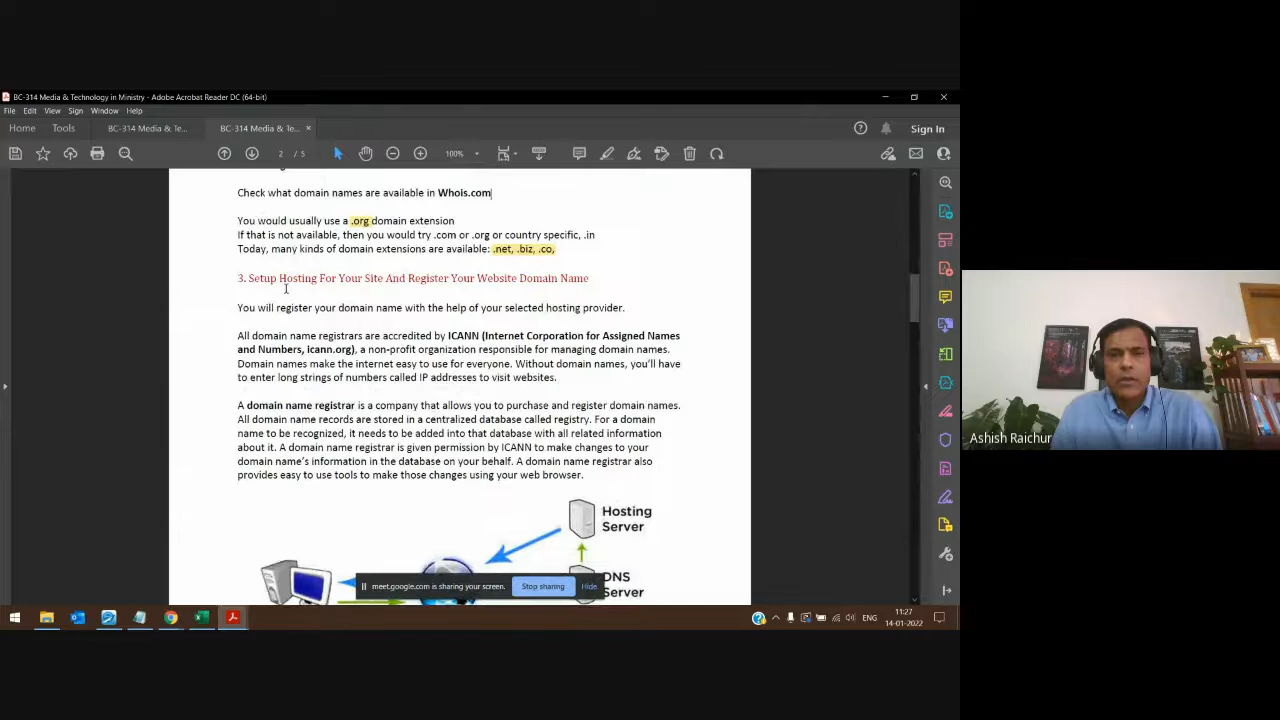 BC-314 Media & Technology in Ministry - Adobe Acrobat Reader DC (64-bit)
File Edit View Sign Window Help
Home Tools BC-314 Media & Te... BC-314 Media & Te... × Sign In
2 / 5 100%
Check what domain names are available in Whois.com
You would usually use a .org domain extension
If that is not available, then you would try .com or .org or country specific, .in
Today, many kinds of domain extensions are available: .net, .biz, .co,
3. Setup Hosting For Your Site And Register Your Website Domain Name
You will register your domain name with the help of your selected hosting provider.
All domain name registrars are accredited by ICANN (Internet Corporation for Assigned Names
and Numbers, icann.org), a non-profit organization responsible for managing domain names.
Domain names make the internet easy to use for everyone. Without domain names, you'll have
to enter long strings of numbers called IP addresses to visit websites.
A domain name registrar is a company that allows you to purchase and register domain names.
All domain name records are stored in a centralized database called registry. For a domain
name to be recognized, it needs to be added into that database with all related information
about it. A domain name registrar is given permission by ICANN to make changes to your
domain name's information in the database on your behalf. A domain name registrar also
provides easy to use tools to make those changes using your web browser.
Hosting
Server
DNS
Server
meet.google.com is sharing your screen. Stop sharing Hide
Ashish Raichur
ENG
11:27
14-01-2022